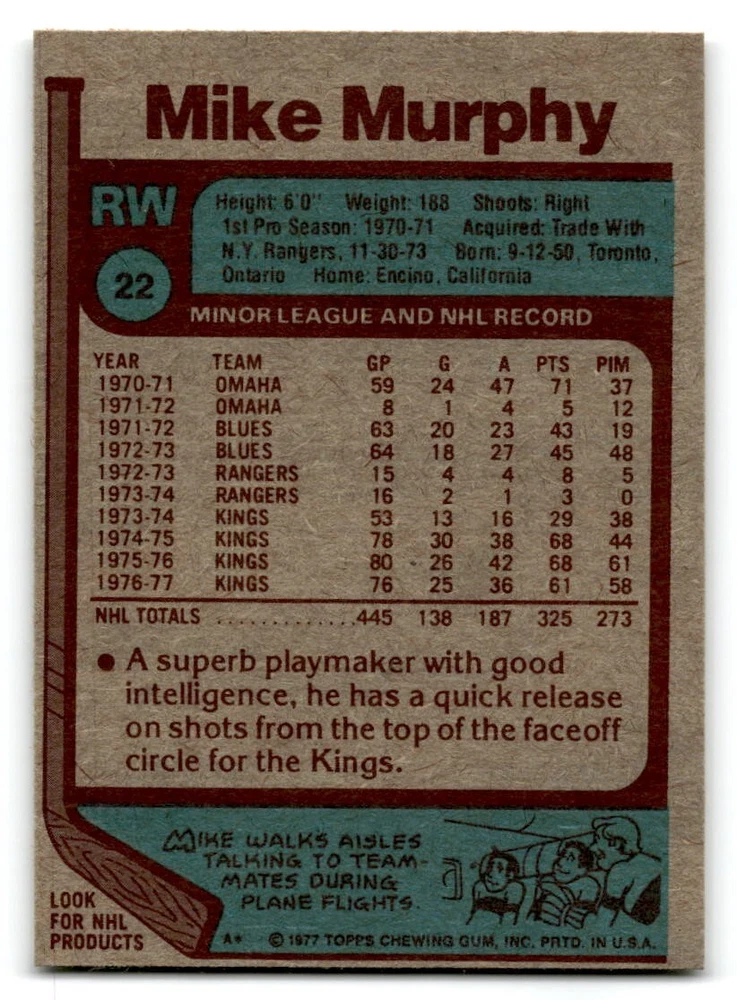 Mike Murphy
RW
22
Height: 6'0" Weight: 188 Shoots: Right
1st Pro Season: 1970-71 Acquired: Trade With
N.Y. Rangers, 11-30-73 Born: 9-12-50, Toronto,
Ontario Home: Encino, California
MINOR LEAGUE AND NHL RECORD
YEAR TEAM GP G A PTS PIM
1970-71 OMAHA 59 24 47 71 37
1971-72 OMAHA 8 1 4 5 12
1971-72 BLUES 63 20 23 43 19
1972-73 BLUES 64 18 27 45 48
1972-73 RANGERS 15 4 4 8 5
1973-74 RANGERS 16 2 1 3 0
1973-74 KINGS 53 13 16 29 38
1974-75 KINGS 78 30 38 68 44
1975-76 KINGS 80 26 42 68 61
1976-77 KINGS 76 25 36 61 58
NHL TOTALS .............445 138 187 325 273
• A superb playmaker with good
intelligence, he has a quick release
on shots from the top of the faceoff
circle for the Kings.
MIKE WALKS AISLES
TALKING TO TEAM-
MATES DURING
PLANE FLIGHTS.
LOOK
FOR NHL
PRODUCTS
A* © 1977 TOPPS CHEWING GUM, INC. PRTD. IN U.S.A.